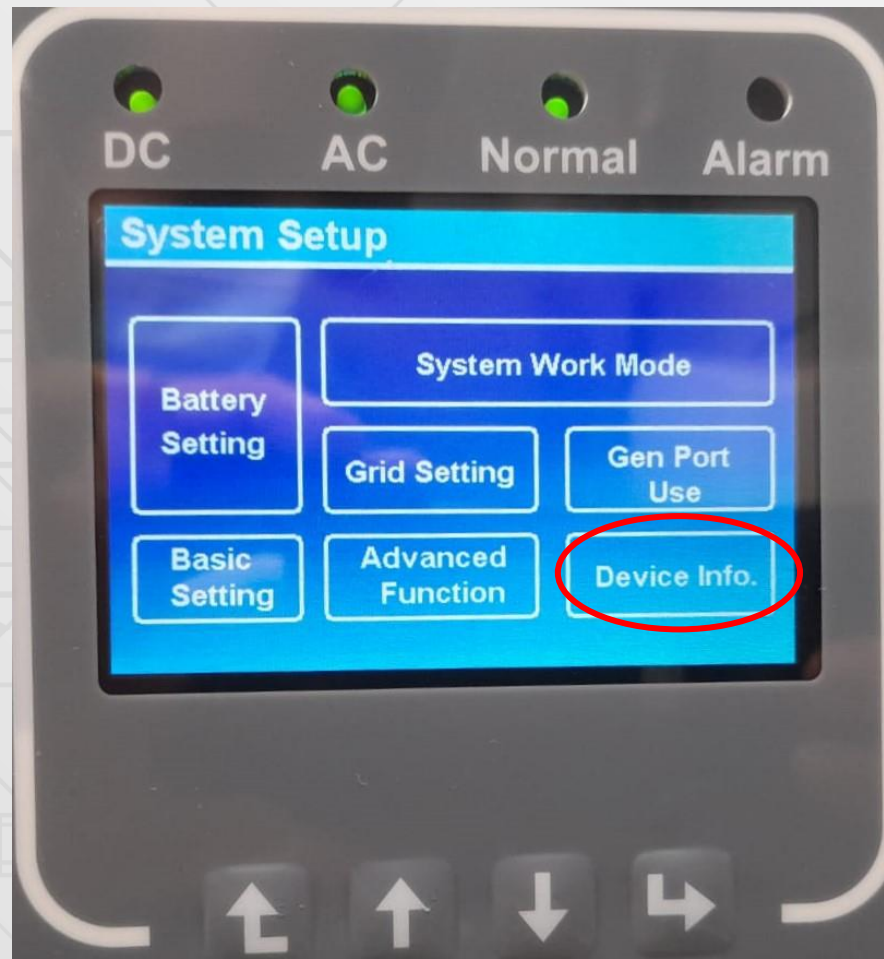 DC AC Normal Alarm
System Setup
Battery
Setting
System Work Mode
Grid Setting
Gen Port
Use
Basic
Setting
Advanced
Function
Device Info.